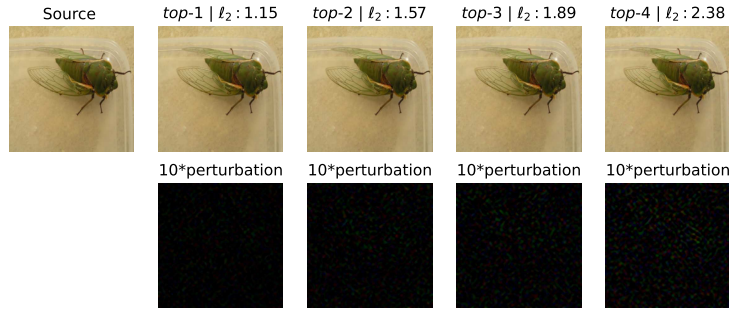 Source
top-1 | ℓ₂ : 1.15
top-2 | ℓ₂ : 1.57
top-3 | ℓ₂ : 1.89
top-4 | ℓ₂ : 2.38
10*perturbation
10*perturbation
10*perturbation
10*perturbation